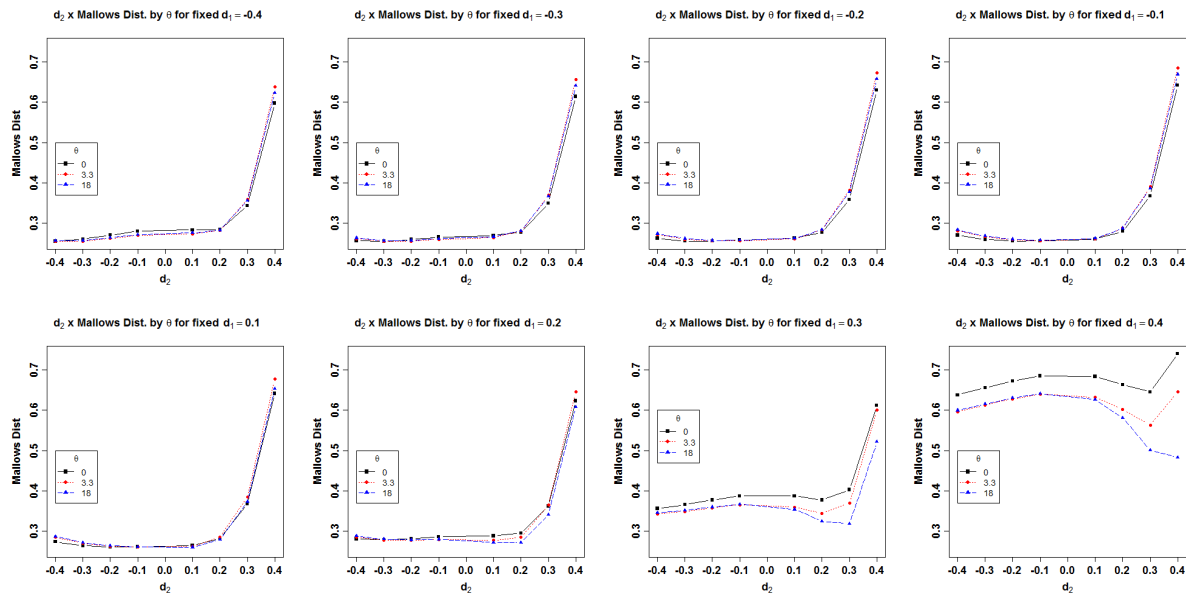 d₂ x Mallows Dist. by θ for fixed d₁ = -0.4
Mallows Dist
0.3 0.4 0.5 0.6 0.7
θ
0
3.3
18
-0.4 -0.3 -0.2 -0.1 0.0 0.1 0.2 0.3 0.4
d₂
d₂ x Mallows Dist. by θ for fixed d₁ = -0.3
Mallows Dist
0.3 0.4 0.5 0.6 0.7
θ
0
3.3
18
-0.4 -0.3 -0.2 -0.1 0.0 0.1 0.2 0.3 0.4
d₂
d₂ x Mallows Dist. by θ for fixed d₁ = -0.2
Mallows Dist
0.3 0.4 0.5 0.6 0.7
θ
0
3.3
18
-0.4 -0.3 -0.2 -0.1 0.0 0.1 0.2 0.3 0.4
d₂
d₂ x Mallows Dist. by θ for fixed d₁ = -0.1
Mallows Dist
0.3 0.4 0.5 0.6 0.7
θ
0
3.3
18
-0.4 -0.3 -0.2 -0.1 0.0 0.1 0.2 0.3 0.4
d₂
d₂ x Mallows Dist. by θ for fixed d₁ = 0.1
Mallows Dist
0.3 0.4 0.5 0.6 0.7
θ
0
3.3
18
-0.4 -0.3 -0.2 -0.1 0.0 0.1 0.2 0.3 0.4
d₂
d₂ x Mallows Dist. by θ for fixed d₁ = 0.2
Mallows Dist
0.3 0.4 0.5 0.6 0.7
θ
0
3.3
18
-0.4 -0.3 -0.2 -0.1 0.0 0.1 0.2 0.3 0.4
d₂
d₂ x Mallows Dist. by θ for fixed d₁ = 0.3
Mallows Dist
0.3 0.4 0.5 0.6 0.7
θ
0
3.3
18
-0.4 -0.3 -0.2 -0.1 0.0 0.1 0.2 0.3 0.4
d₂
d₂ x Mallows Dist. by θ for fixed d₁ = 0.4
Mallows Dist
0.3 0.4 0.5 0.6 0.7
θ
0
3.3
18
-0.4 -0.3 -0.2 -0.1 0.0 0.1 0.2 0.3 0.4
d₂